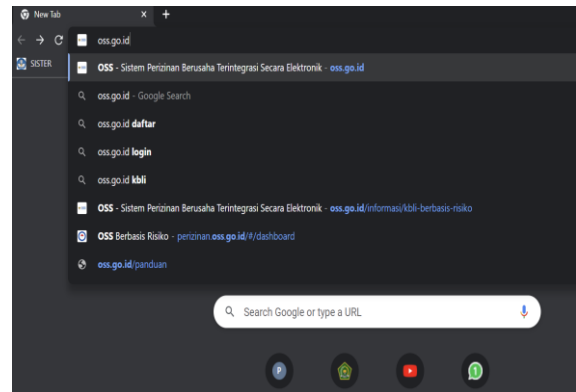 New Tab
oss.go.id
SISTER
OSS - Sistem Perizinan Berusaha Terintegrasi Secara Elektronik - oss.go.id
oss.go.id - Google Search
oss.go.id daftar
oss.go.id login
oss.go.id kbli
OSS - Sistem Perizinan Berusaha Terintegrasi Secara Elektronik - oss.go.id/informasi/kbli-berbasis-risiko
OSS Berbasis Risiko - perizinan.oss.go.id/#/dashboard
oss.go.id/panduan
Search Google or type a URL
P
1